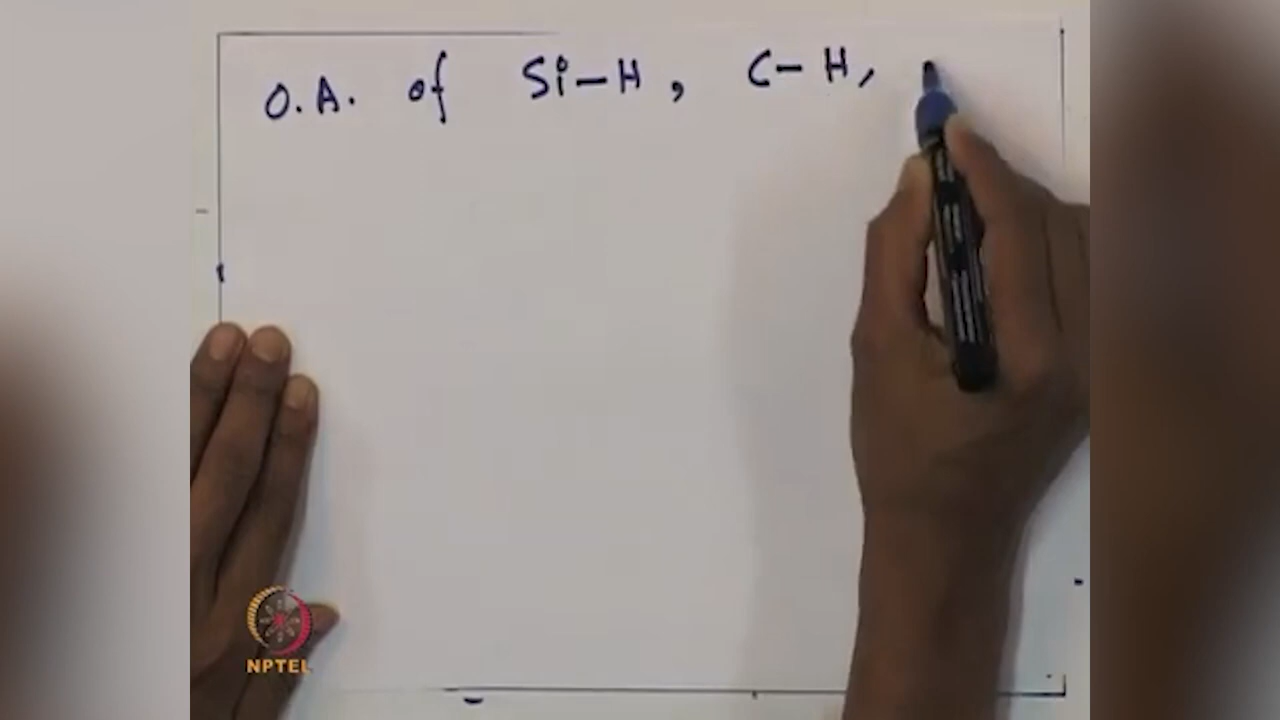 O.A. of Si-H, C-H,
NPTEL